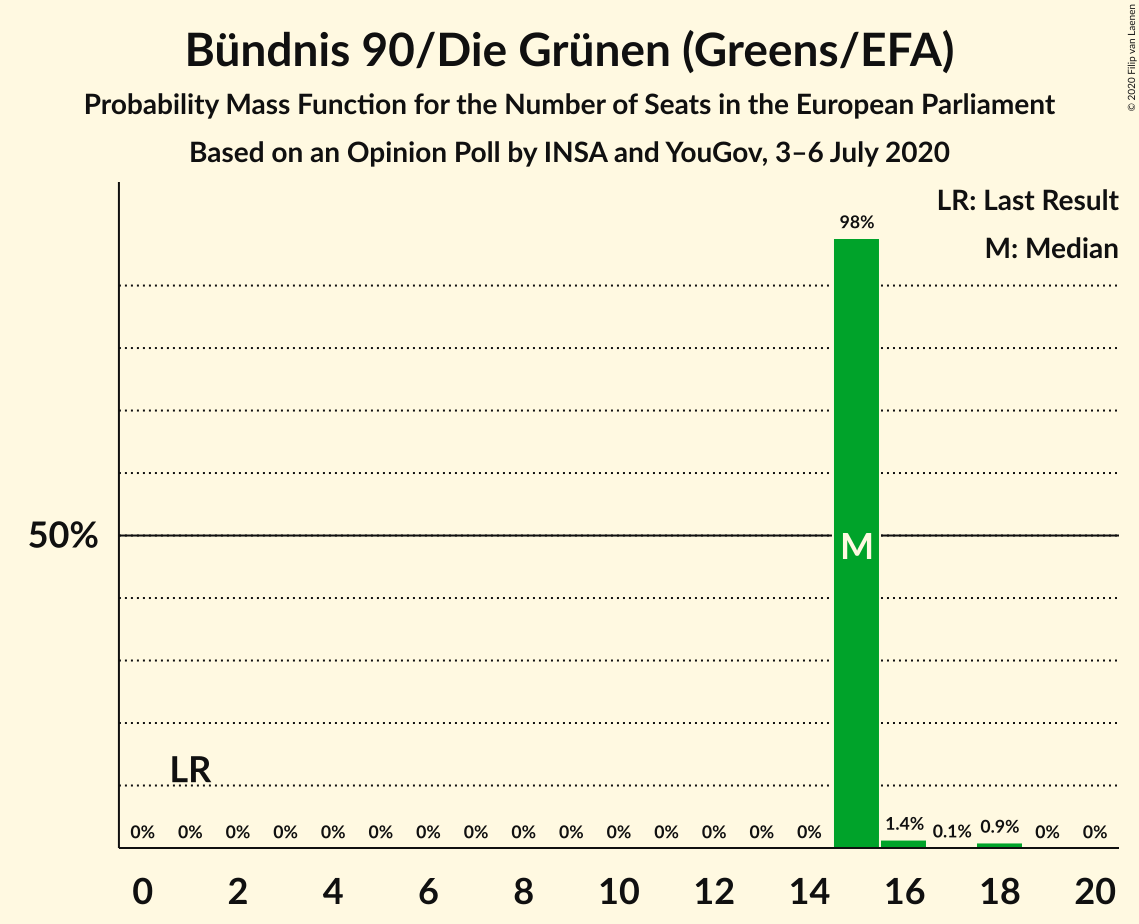 Bündnis 90/Die Grünen (Greens/EFA)
Probability Mass Function for the Number of Seats in the European Parliament
Based on an Opinion Poll by INSA and YouGov, 3–6 July 2020
© 2020 Filip van Laenen
LR: Last Result
M: Median
98%
50%
M
LR
0% 0% 0% 0% 0% 0% 0% 0% 0% 0% 0% 0% 0% 0% 0% 1.4% 0.1% 0.9% 0% 0%
0 2 4 6 8 10 12 14 16 18 20